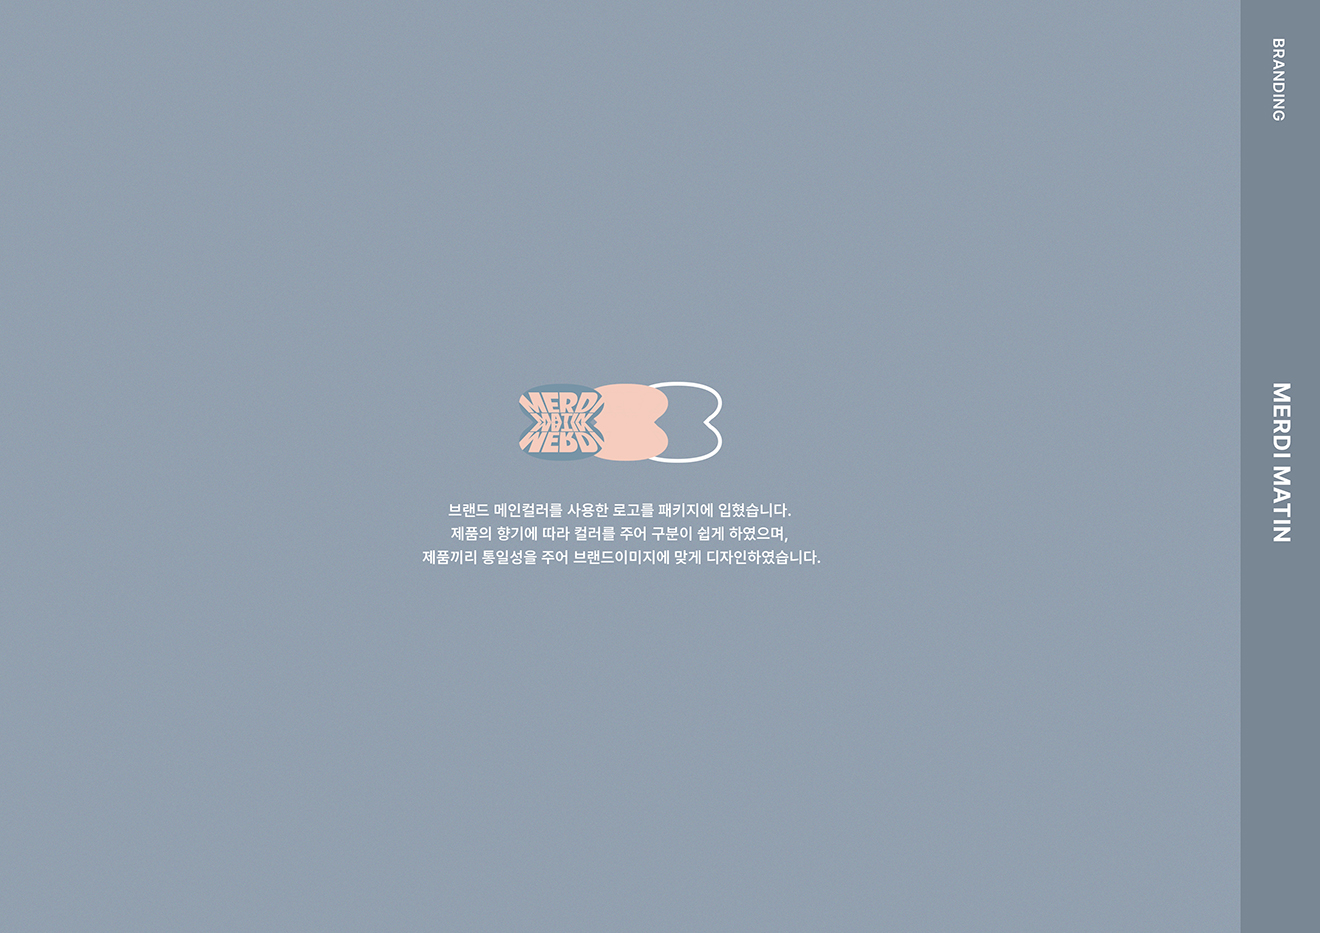 BRANDING
MERDI MATIN
MERDI
MATIN
MERDI
브랜드 메인컬러를 사용한 로고를 패키지에 입혔습니다.
제품의 향기에 따라 컬러를 주어 구분이 쉽게 하였으며,
제품끼리 통일성을 주어 브랜드이미지에 맞게 디자인하였습니다.